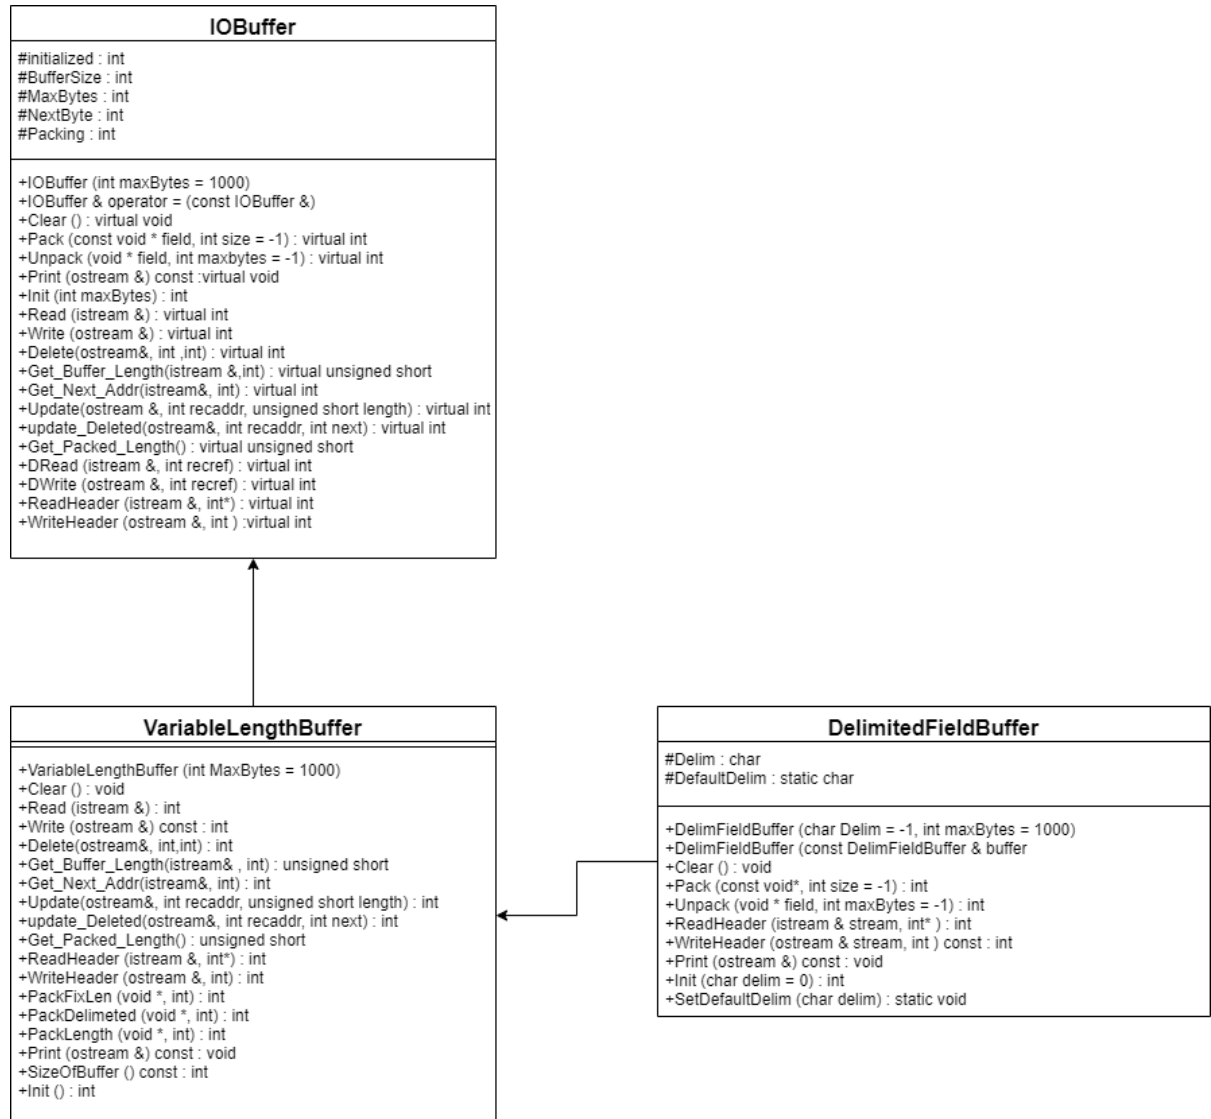 IOBuffer
#initialized : int
#BufferSize : int
#MaxBytes : int
#NextByte : int
#Packing : int
+IOBuffer (int maxBytes = 1000)
+IOBuffer & operator = (const IOBuffer &)
+Clear () : virtual void
+Pack (const void * field, int size = -1) : virtual int
+Unpack (void * field, int maxbytes = -1) : virtual int
+Print (ostream &) const :virtual void
+Init (int maxBytes) : int
+Read (istream &) : virtual int
+Write (ostream &) : virtual int
+Delete(ostream&, int ,int) : virtual int
+Get_Buffer_Length(istream &,int) : virtual unsigned short
+Get_Next_Addr(istream&, int) : virtual int
+Update(ostream &, int recaddr, unsigned short length) : virtual int
+update_Deleted(ostream&, int recaddr, int next) : virtual int
+Get_Packed_Length() : virtual unsigned short
+DRead (istream &, int recref) : virtual int
+DWrite (ostream &, int recref) : virtual int
+ReadHeader (istream &, int*) : virtual int
+WriteHeader (ostream &, int ) :virtual int
VariableLengthBuffer
+VariableLengthBuffer (int MaxBytes = 1000)
+Clear () : void
+Read (istream &) : int
+Write (ostream &) const : int
+Delete(ostream&, int,int) : int
+Get_Buffer_Length(istream& , int) : unsigned short
+Get_Next_Addr(istream&, int) : int
+Update(ostream&, int recaddr, unsigned short length) : int
+update_Deleted(ostream&, int recaddr, int next) : int
+Get_Packed_Length() : unsigned short
+ReadHeader (istream &, int*) : int
+WriteHeader (ostream &, int) : int
+PackFixLen (void *, int) : int
+PackDelimeted (void *, int) : int
+PackLength (void *, int) : int
+Print (ostream &) const : void
+SizeOfBuffer () const : int
+Init () : int
DelimitedFieldBuffer
#Delim : char
#DefaultDelim : static char
+DelimFieldBuffer (char Delim = -1, int maxBytes = 1000)
+DelimFieldBuffer (const DelimFieldBuffer & buffer
+Clear () : void
+Pack (const void*, int size = -1) : int
+Unpack (void * field, int maxBytes = -1) : int
+ReadHeader (istream & stream, int* ) : int
+WriteHeader (ostream & stream, int ) const : int
+Print (ostream &) const : void
+Init (char delim = 0) : int
+SetDefaultDelim (char delim) : static void